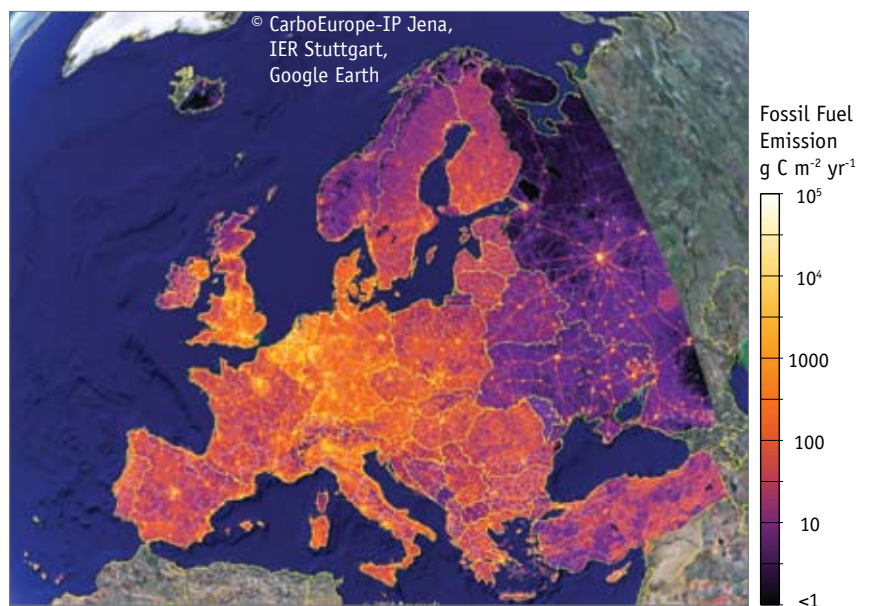 © CarboEurope-IP Jena,
IER Stuttgart,
Google Earth
Fossil Fuel
Emission
g C m⁻² yr⁻¹
10⁵
10⁴
1000
100
10
<1